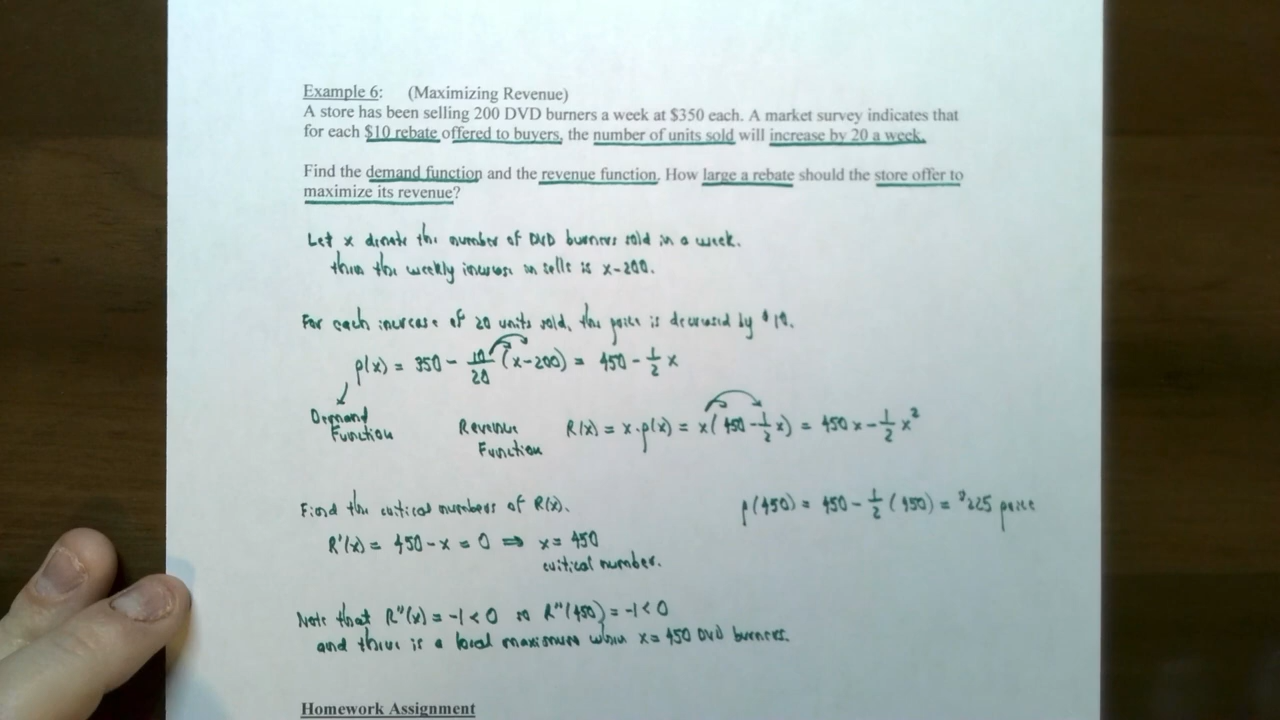 Example 6: (Maximizing Revenue)
A store has been selling 200 DVD burners a week at $350 each. A market survey indicates that
for each $10 rebate offered to buyers, the number of units sold will increase by 20 a week.
Find the demand function and the revenue function. How large a rebate should the store offer to
maximize its revenue?
Let x denote the number of DVD burners sold in a week.
then the weekly increase in sells is x-200.
For each increase of 20 units sold, the price is decreased by $10.
p(x) = 350 - 10/20 (x-200) = 450 - 1/2 x
Demand Function
Revenue Function R(x) = x·p(x) = x(450 - 1/2 x) = 450x - 1/2 x²
Find the critical numbers of R(x).
p(450) = 450 - 1/2 (450) = $225 price
R'(x) = 450 - x = 0 ⇒ x = 450
critical number.
Note that R''(x) = -1 < 0 so R''(450) = -1 < 0
and there is a local maximum when x = 450 DVD burners.
Homework Assignment